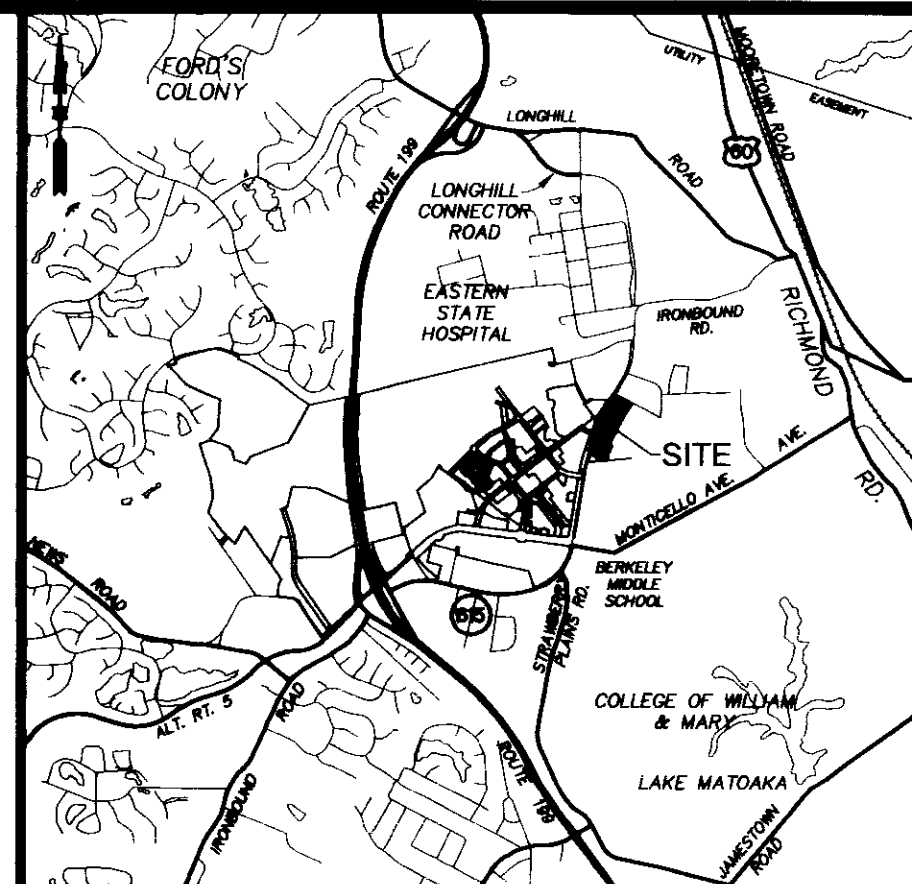 FORD'S
COLONY
UTILITY
EASEMENT
MOORETOWN ROAD
60
LONGHILL
ROAD
ROUTE 199
LONGHILL
CONNECTOR
ROAD
EASTERN
STATE
HOSPITAL
IRONBOUND
RD.
RICHMOND
RD.
SITE
MONTICELLO AVE.
AVE.
NEWS
ROAD
BERKELEY
MIDDLE
SCHOOL
615
STRAWBERRY
PLAINS RD.
ALT. RT. 5
IRONBOUND
ROAD
ROUTE 199
COLLEGE OF WILLIAM
& MARY
LAKE MATOAKA
JAMESTOWN
ROAD